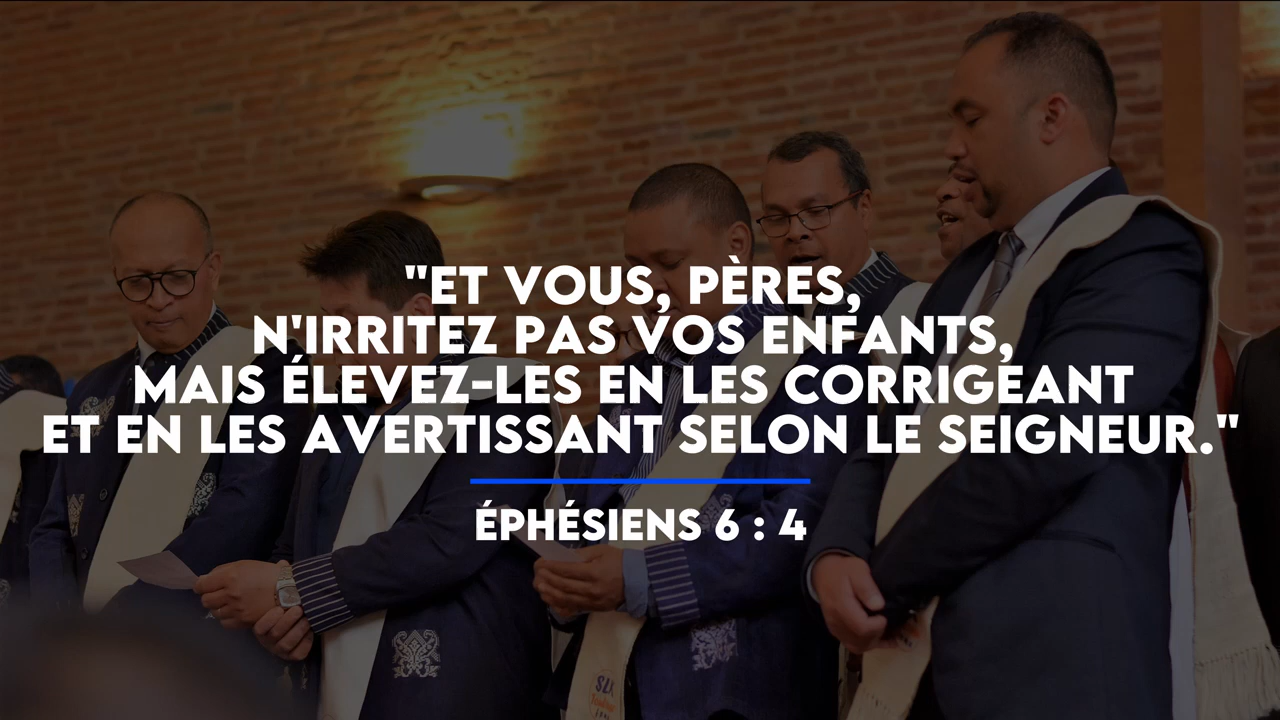 "ET VOUS, PÈRES,
N'IRRITEZ PAS VOS ENFANTS,
MAIS ÉLEVEZ-LES EN LES CORRIGEANT
ET EN LES AVERTISSANT SELON LE SEIGNEUR."
ÉPHÉSIENS 6 : 4